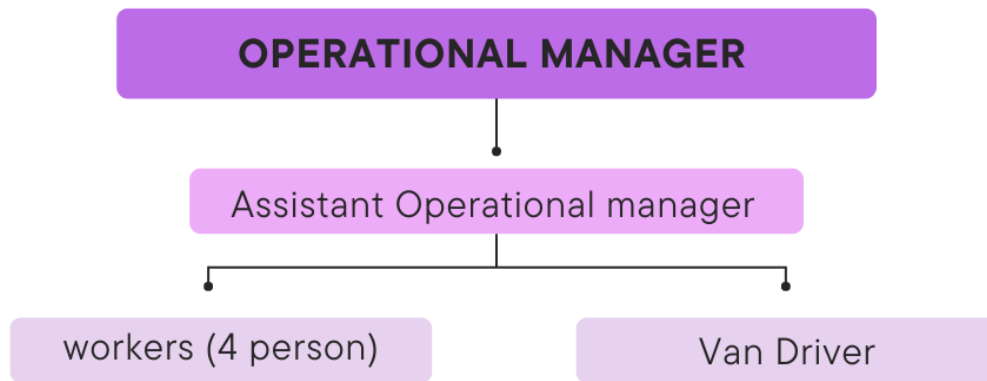 OPERATIONAL MANAGER
Assistant Operational manager
workers (4 person)
Van Driver